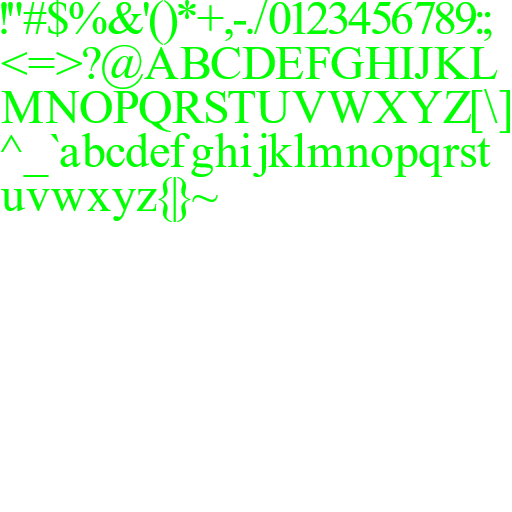 !"#$%&'()*+,-./0123456789:;
<=>?@ABCDEFGHIJKL
MNOPQRSTUVWXYZ[\]
^_`abcdefghijklmnopqrst
uvwxyz{|}~